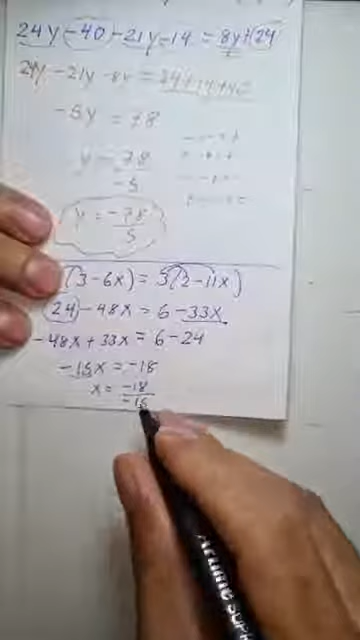 24y -40 -21y -14 = 8y+24
24y -21y -8y = 24+14+40
-5y = 78
y = 78/-5
y = -78/5
(3-6x) = 3(2-11x)
24 -48x = 6 -33x
-48x + 33x = 6 -24
-15x = -18
x = -18/-15
Artline